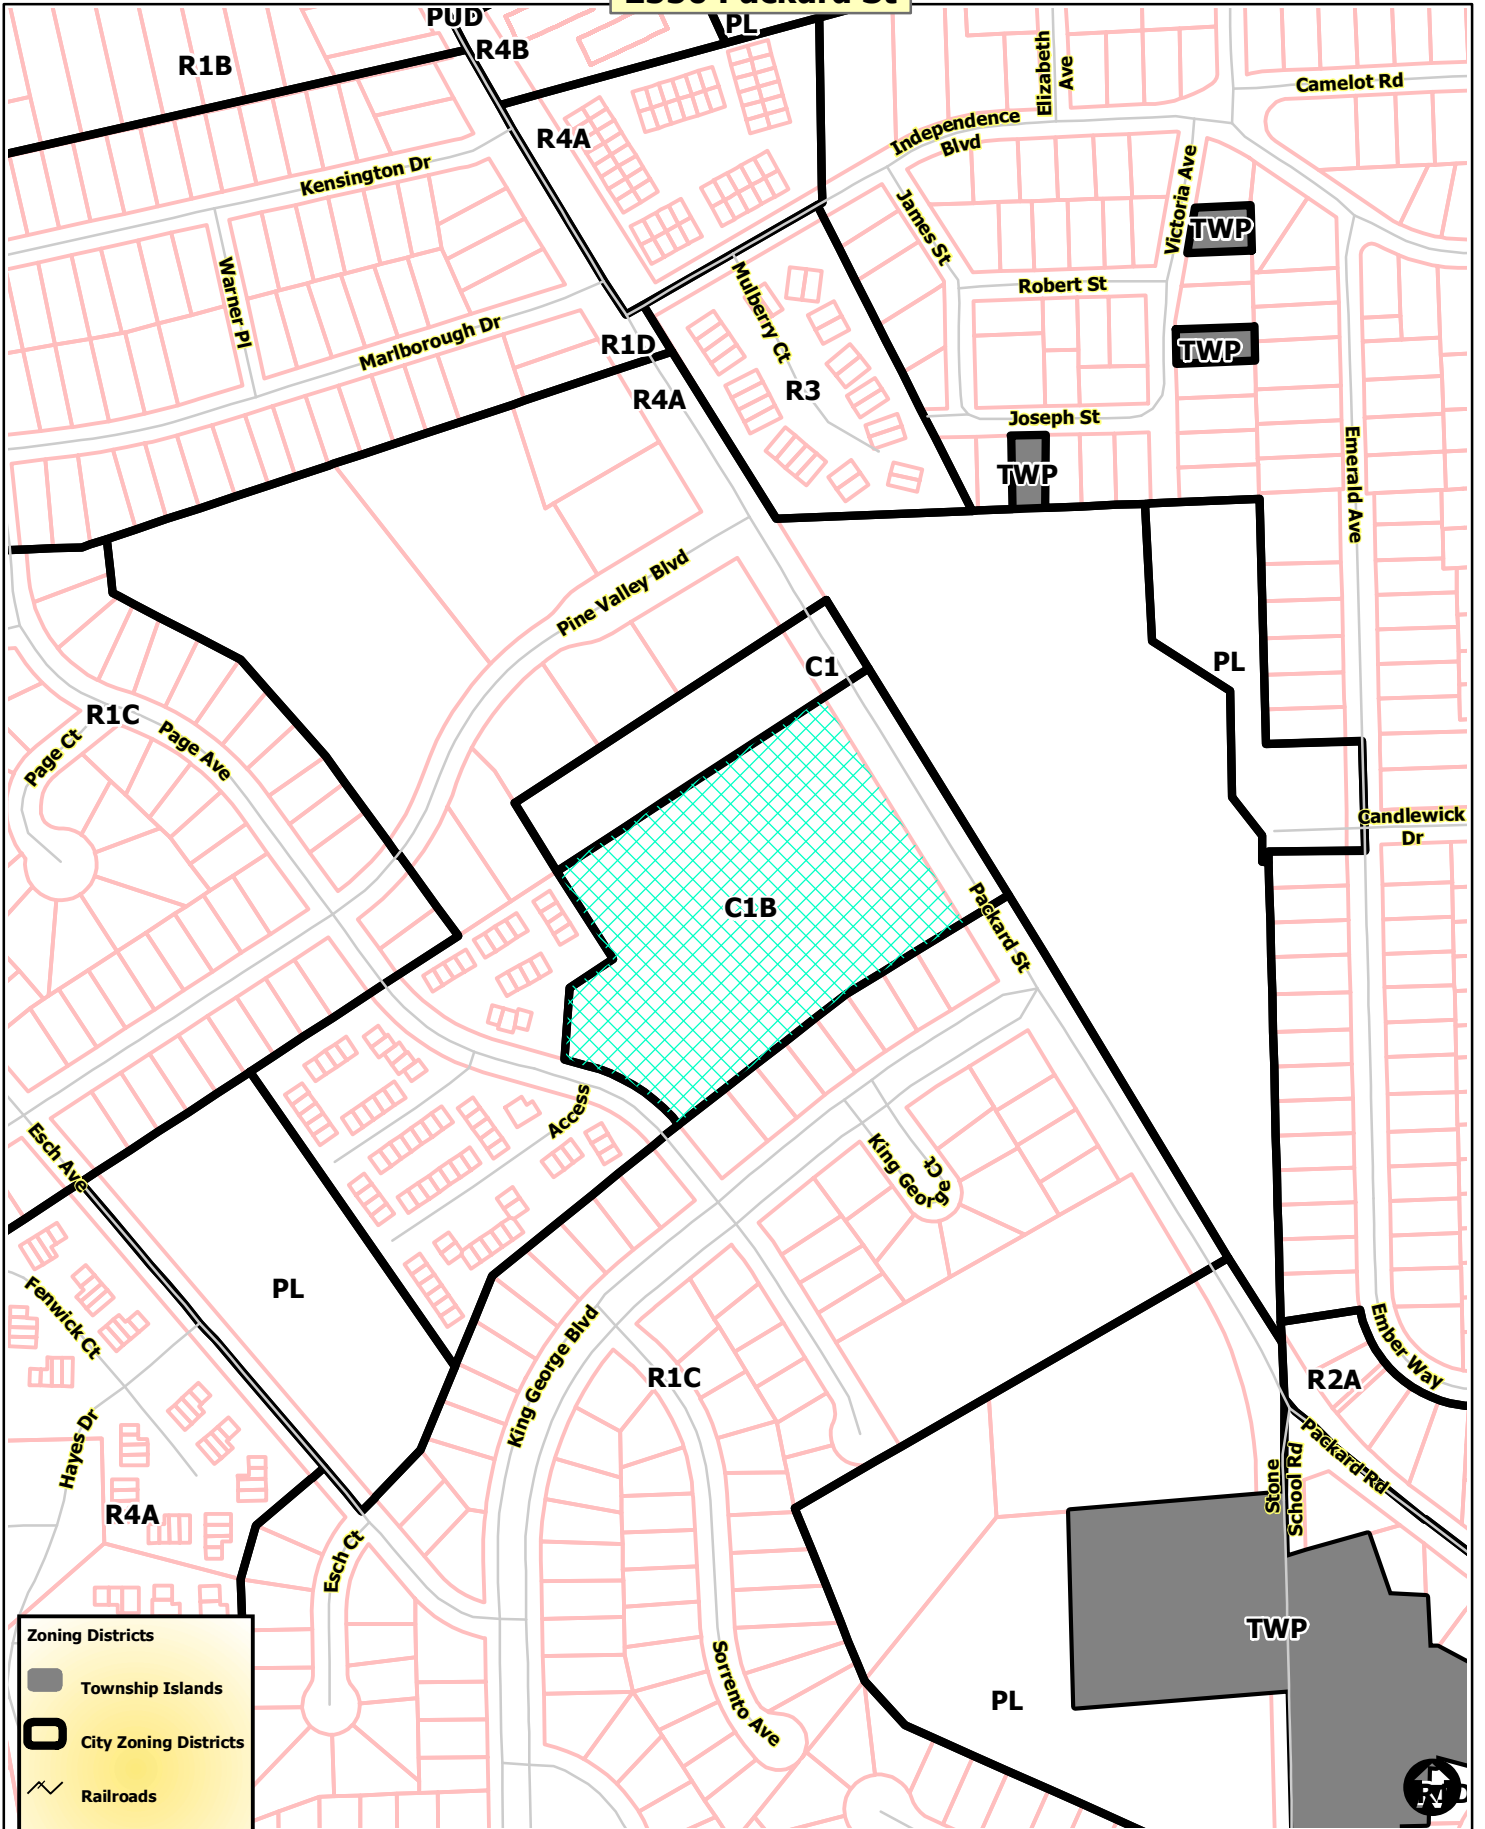 PUD
PL
R4B
R1B
Elizabeth
Ave
Camelot Rd
R4A
Independence
Blvd
Kensington Dr
Victoria Ave
James St
TWP
Warner Pl
Mulberry Ct
Robert St
Marlborough Dr
R1D
TWP
R4A
R3
Joseph St
TWP
Emerald Ave
Pine Valley Blvd
C1
PL
R1C
Page Ct
Page Ave
Candlewick
Dr
C1B
Packard St
Access
Esch Ave
King George
Ct
PL
Fenwick Ct
King George Blvd
R1C
R2A
Ember Way
Hayes Dr
Packard Rd
Stone
School Rd
R4A
Esch Ct
TWP
Sorrento Ave
PL
Zoning Districts
Township Islands
City Zoning Districts
Railroads